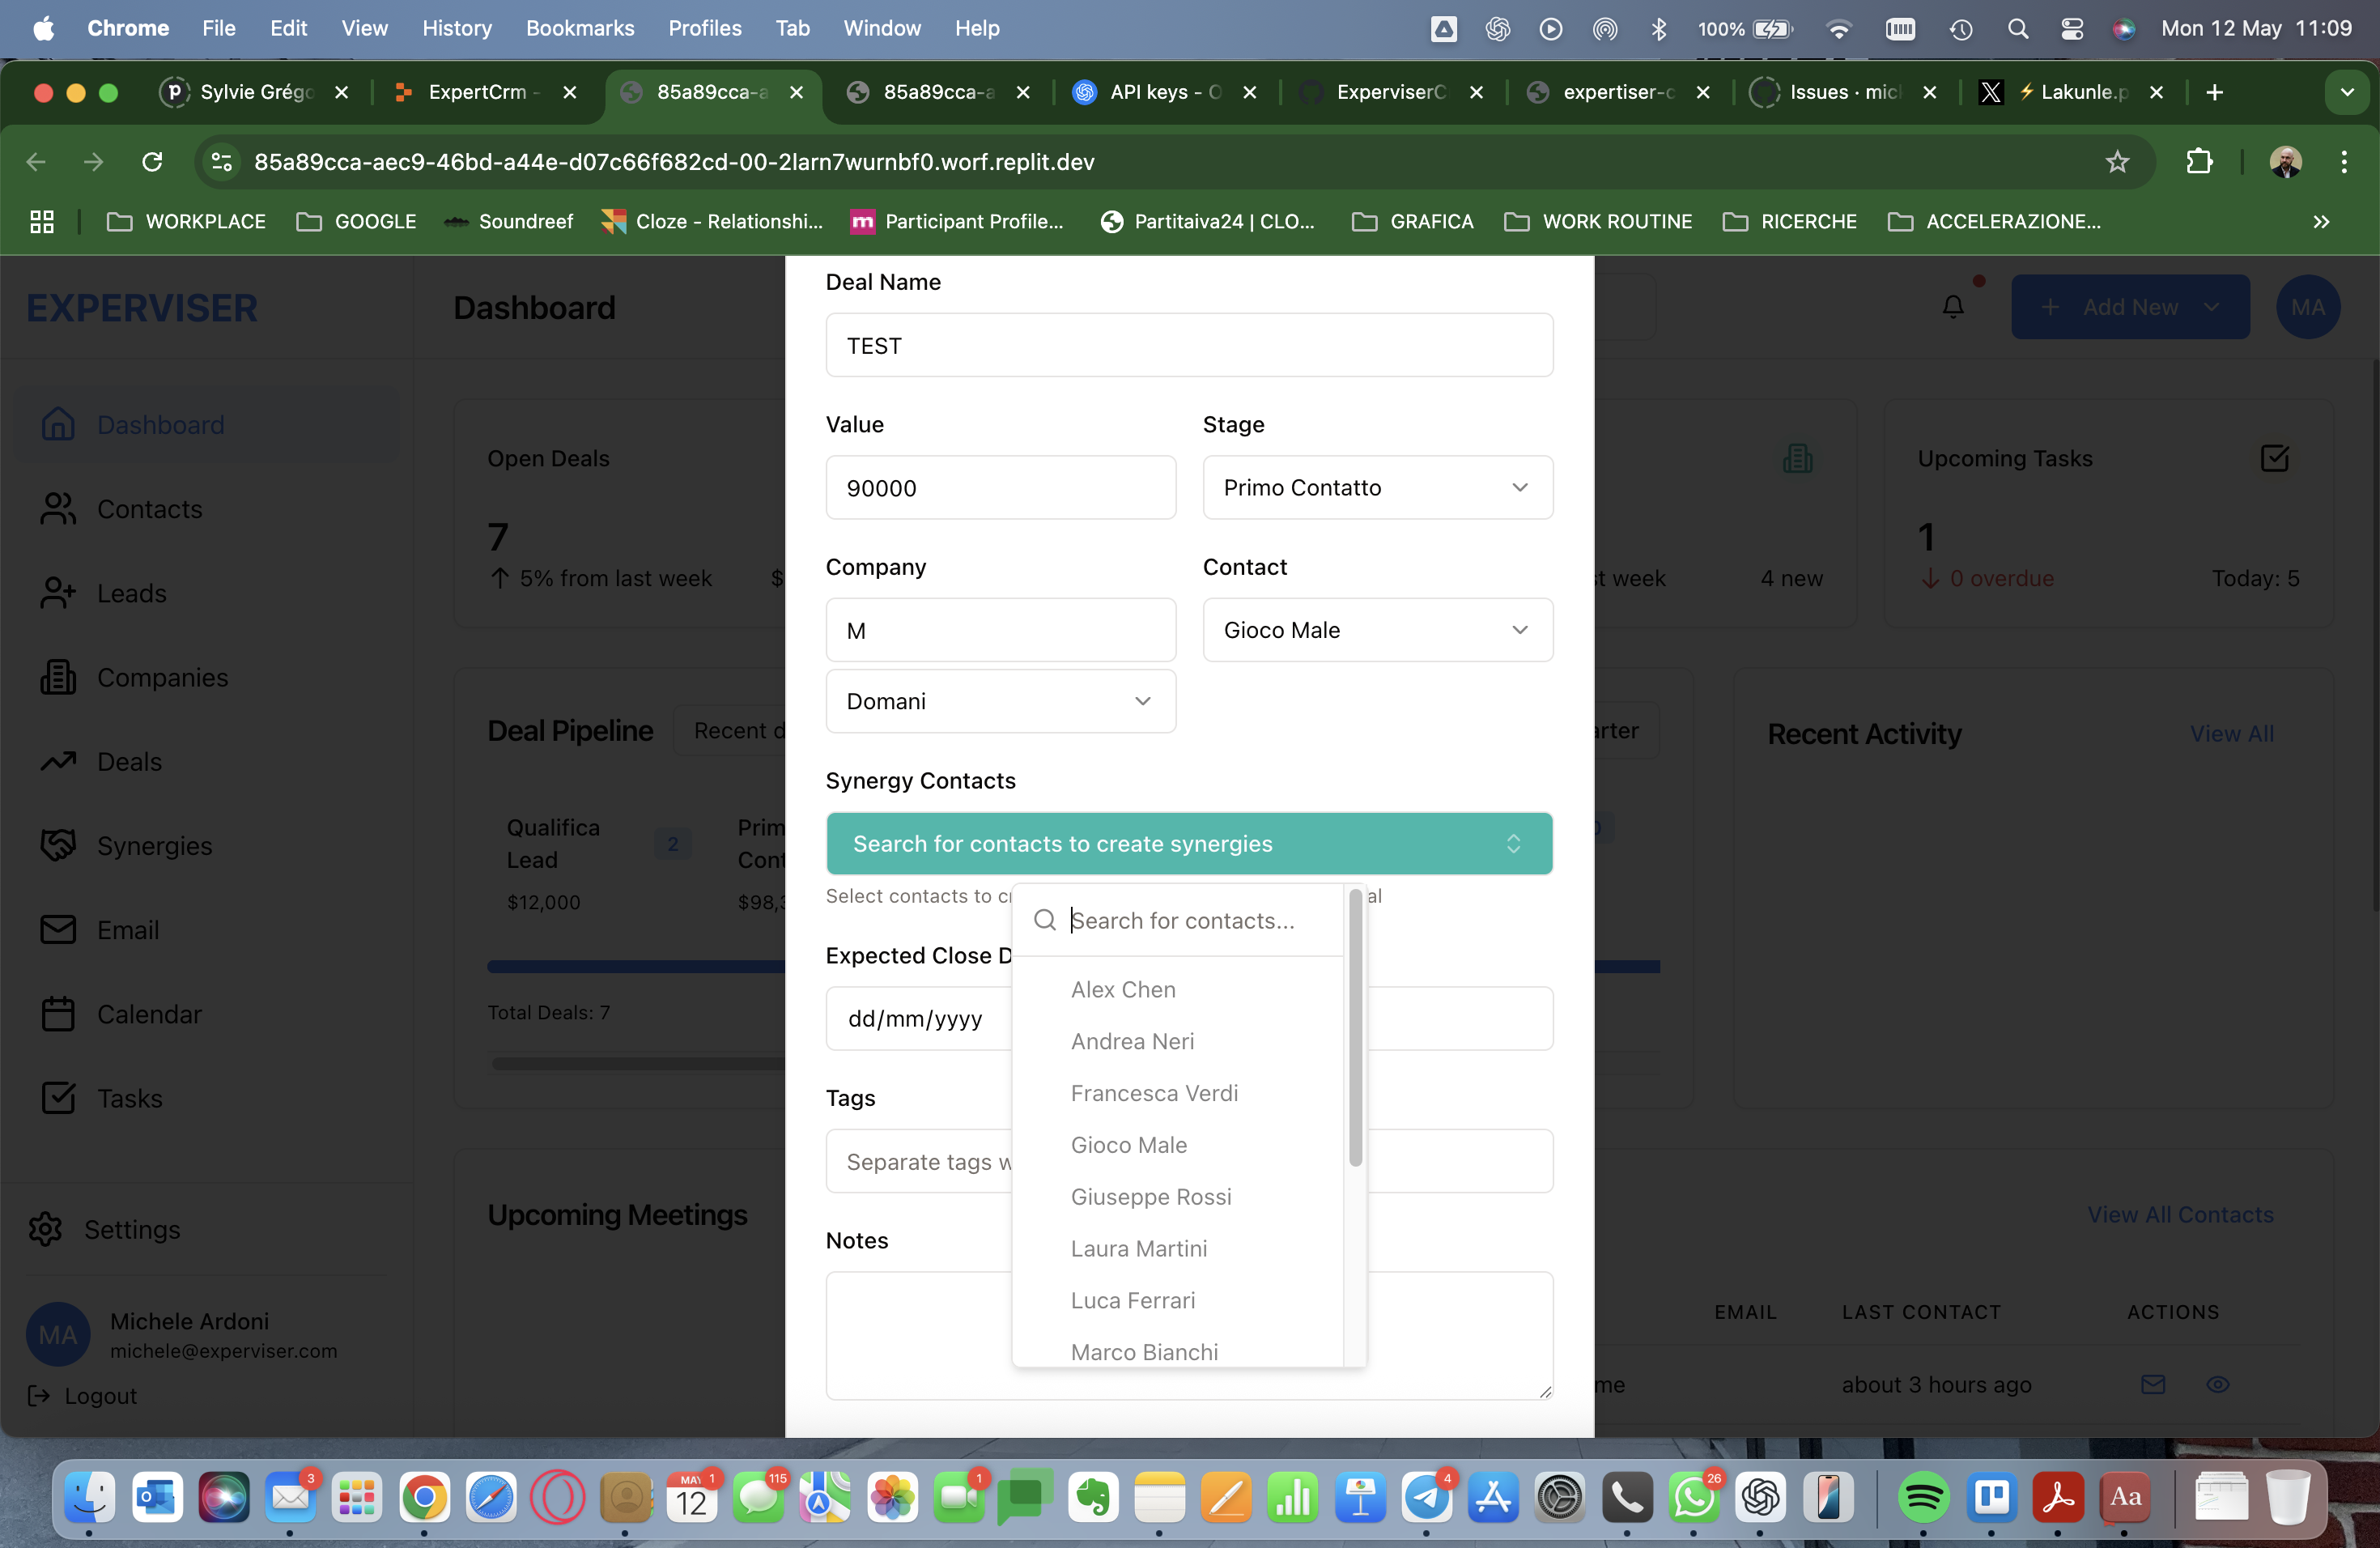 Chrome File Edit View History Bookmarks Profiles Tab Window Help 100% Mon 12 May 11:09
Sylvie Grégo ExpertCrm - 85a89cca-a 85a89cca-a API keys - O ExperviserC expertiser-c Issues · mic Lakunle.p
85a89cca-aec9-46bd-a44e-d07c66f682cd-00-2larn7wurnbf0.worf.replit.dev
WORKPLACE GOOGLE Soundreef Cloze - Relationshi... Participant Profile... Partitaiva24 | CLO... GRAFICA WORK ROUTINE RICERCHE ACCELERAZIONE...
EXPERVISER
Dashboard
Add New
MA
Dashboard
Contacts
Leads
Companies
Deals
Synergies
Email
Calendar
Tasks
Settings
MA
Michele Ardoni
michele@experviser.com
Logout
Open Deals
7
5% from last week
$
t week
4 new
Upcoming Tasks
1
0 overdue
Today: 5
Deal Pipeline
Recent d
arter
Qualifica
Lead
2
$12,000
Prim
Cont
$98,3
0
Total Deals: 7
Recent Activity
View All
Upcoming Meetings
View All Contacts
EMAIL LAST CONTACT ACTIONS
me
about 3 hours ago
Deal Name
TEST
Value
90000
Stage
Primo Contatto
Company
M
Domani
Contact
Gioco Male
Synergy Contacts
Search for contacts to create synergies
Select contacts to cr
al
Search for contacts...
Alex Chen
Andrea Neri
Francesca Verdi
Gioco Male
Giuseppe Rossi
Laura Martini
Luca Ferrari
Marco Bianchi
Expected Close D
dd/mm/yyyy
Tags
Separate tags w
Notes
3
MAY 1
12
115
1
4
26
Aa